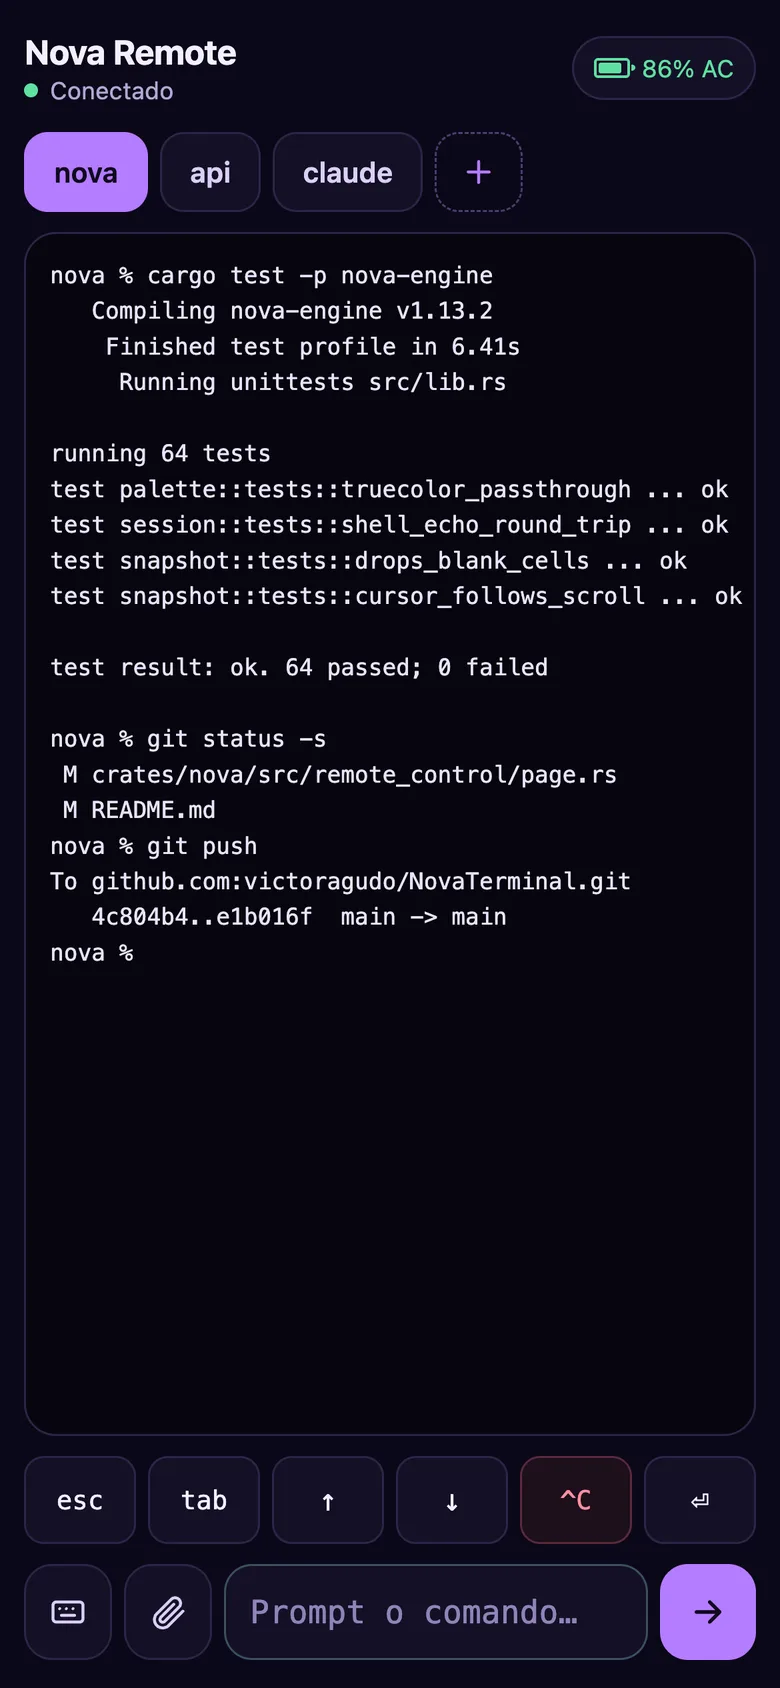 Nova Remote
Conectado
86% AC
nova api claude +
nova % cargo test -p nova-engine
   Compiling nova-engine v1.13.2
    Finished test profile in 6.41s
     Running unittests src/lib.rs

running 64 tests
test palette::tests::truecolor_passthrough ... ok
test session::tests::shell_echo_round_trip ... ok
test snapshot::tests::drops_blank_cells ... ok
test snapshot::tests::cursor_follows_scroll ... ok

test result: ok. 64 passed; 0 failed

nova % git status -s
 M crates/nova/src/remote_control/page.rs
 M README.md
nova % git push
To github.com:victoragudo/NovaTerminal.git
   4c804b4..e1b016f  main -> main
nova %
esc tab ↑ ↓ ^C ⏎
Prompt o comando…